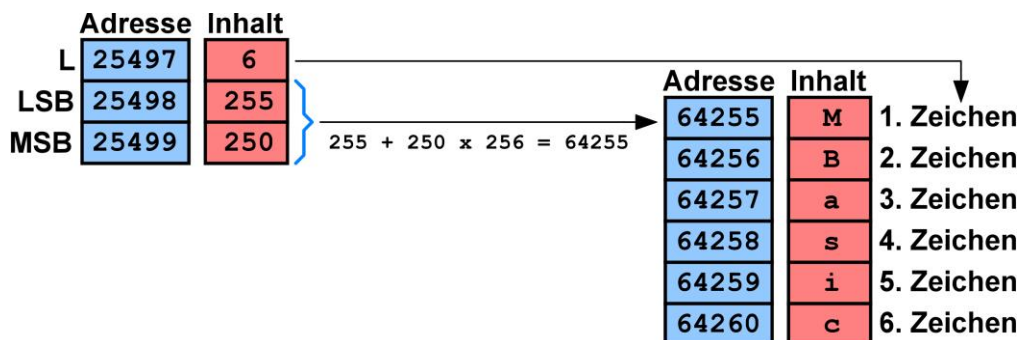 Adresse Inhalt
L 25497 6
LSB 25498 255
MSB 25499 250
255 + 250 x 256 = 64255
Adresse Inhalt
64255 M 1. Zeichen
64256 B 2. Zeichen
64257 a 3. Zeichen
64258 s 4. Zeichen
64259 i 5. Zeichen
64260 c 6. Zeichen